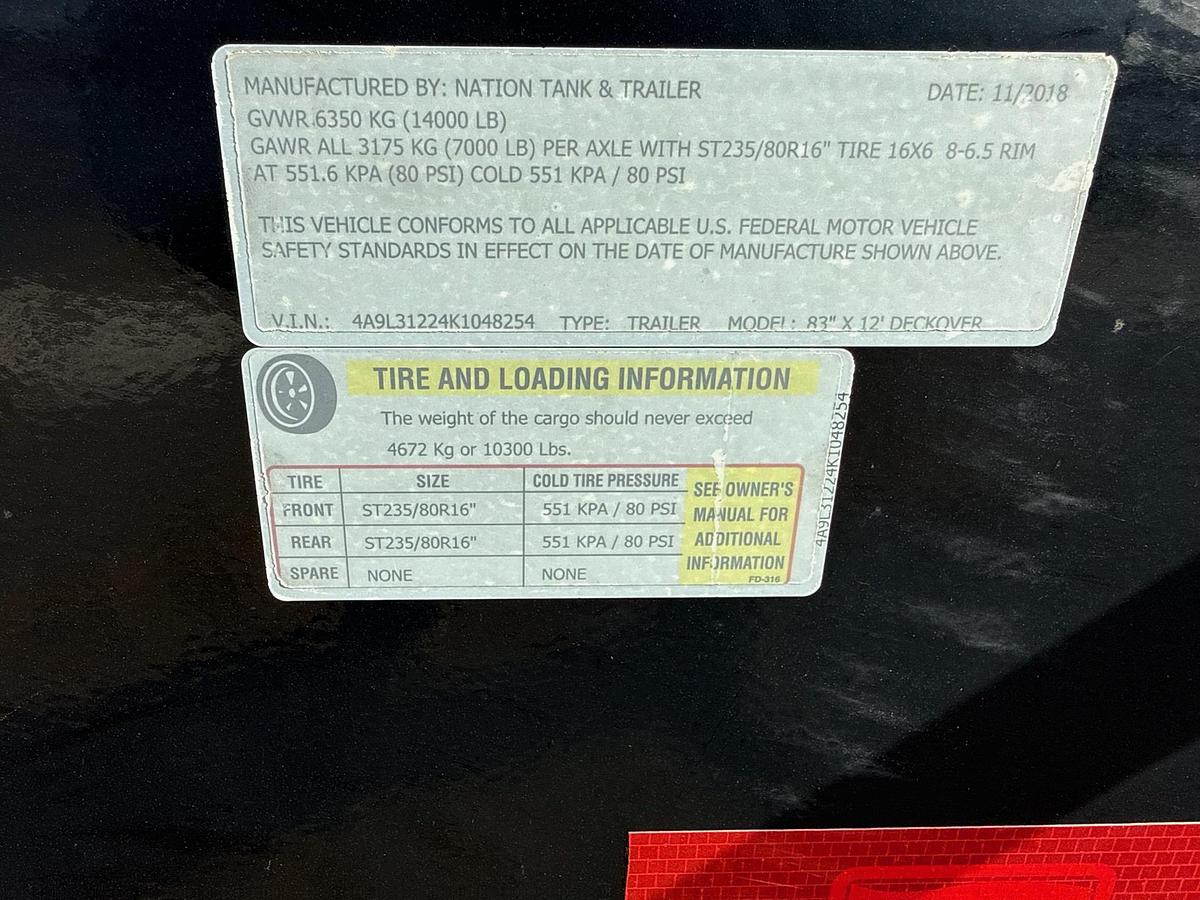 MANUFACTURED BY: NATION TANK & TRAILER DATE: 11/2018
GVWR 6350 KG (14000 LB)
GAWR ALL 3175 KG (7000 LB) PER AXLE WITH ST235/80R16" TIRE 16X6 8-6.5 RIM
AT 551.6 KPA (80 PSI) COLD 551 KPA / 80 PSI
THIS VEHICLE CONFORMS TO ALL APPLICABLE U.S. FEDERAL MOTOR VEHICLE
SAFETY STANDARDS IN EFFECT ON THE DATE OF MANUFACTURE SHOWN ABOVE.
V.I.N.: 4A9L31224K1048254 TYPE: TRAILER MODEL: 83" X 12' DECKOVER
TIRE AND LOADING INFORMATION
The weight of the cargo should never exceed
4672 Kg or 10300 Lbs.
TIRE SIZE COLD TIRE PRESSURE
FRONT ST235/80R16" 551 KPA / 80 PSI
REAR ST235/80R16" 551 KPA / 80 PSI
SPARE NONE NONE
SEE OWNER'S
MANUAL FOR
ADDITIONAL
INFORMATION
FD-316
4A9L31224K1048254